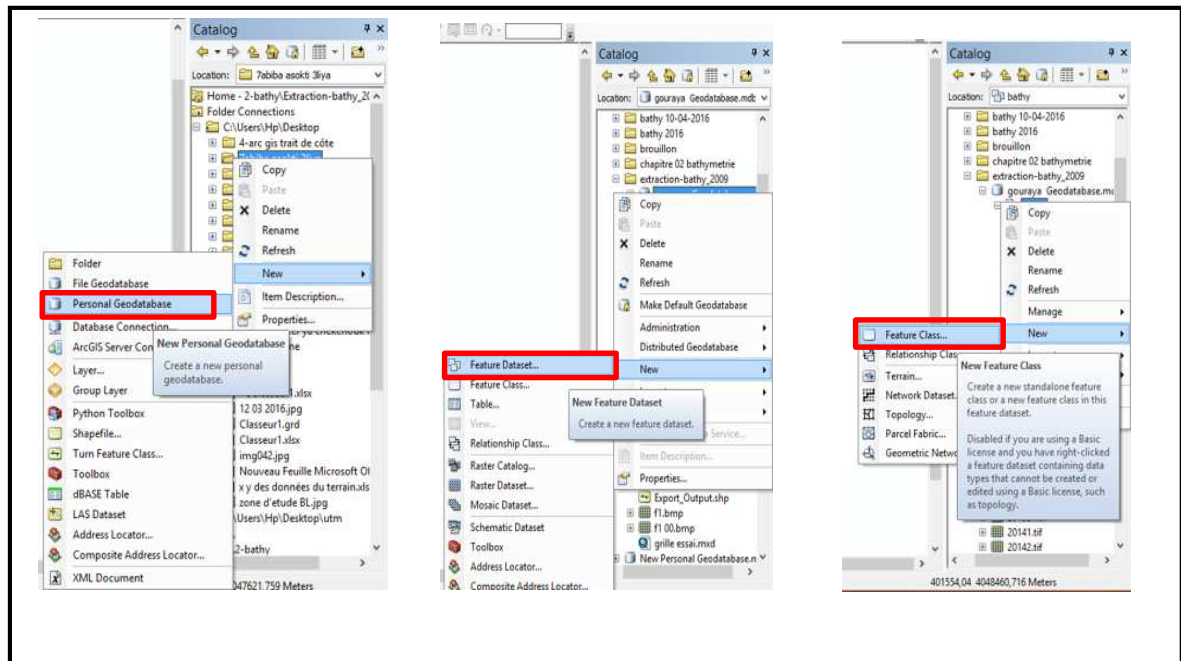 Catalog
Location: 7abiba asokti 3liya
Home - 2-bathy\Extraction-bathy_2(
Folder Connections
C:\Users\Hp\Desktop
4-arc gis trait de côte
Copy
Paste
Delete
Rename
Refresh
New
Item Description...
Properties...
Folder
File Geodatabase
Personal Geodatabase
Database Connection...
ArcGIS Server Con
Layer...
Group Layer
Python Toolbox
Shapefile...
Turn Feature Class...
Toolbox
dBASE Table
LAS Dataset
Address Locator...
Composite Address Locator...
XML Document
New Personal Geodatabase
Create a new personal
geodatabase.
12 03 2016.jpg
Classeur1.grd
Classeur1.xlsx
img042.jpg
Nouveau Feuille Microsoft Of
x y des données du terrain.xls
zone d'etude BL.jpg
\Users\Hp\Desktop\utm
2-bathy
047621,759 Meters
Catalog
Location: gouraya Geodatabase.mdb
bathy 10-04-2016
bathy 2016
brouillon
chapitre 02 bathymetrie
extraction-bathy_2009
Copy
Paste
Delete
Rename
Refresh
Make Default Geodatabase
Administration
Distributed Geodatabase
New
Item Description...
Properties...
Feature Dataset...
Feature Class...
Table...
View...
Relationship Class...
Raster Catalog...
Raster Dataset...
Mosaic Dataset...
Schematic Dataset
Toolbox
Address Locator...
Composite Address Locator...
New Feature Dataset
Create a new feature dataset.
Service...
Export_Output.shp
f1.bmp
f1 00.bmp
grille essai.mxd
New Personal Geodatabase.n
Catalog
Location: bathy
bathy 10-04-2016
bathy 2016
brouillon
chapitre 02 bathymetrie
extraction-bathy_2009
gouraya Geodatabase.m
Copy
Paste
Delete
Rename
Refresh
Manage
New
Feature Class...
Relationship Clas
Terrain...
Network Dataset.
Topology...
Parcel Fabric...
Geometric Netwo
New Feature Class
Create a new standalone feature
class or a new feature class in this
feature dataset.
Disabled if you are using a Basic
license and you have right-clicked
a feature dataset containing data
types that cannot be created or
edited using a Basic license, such
as topology.
20141.tif
20142.tif
401554,04 4048460,716 Meters